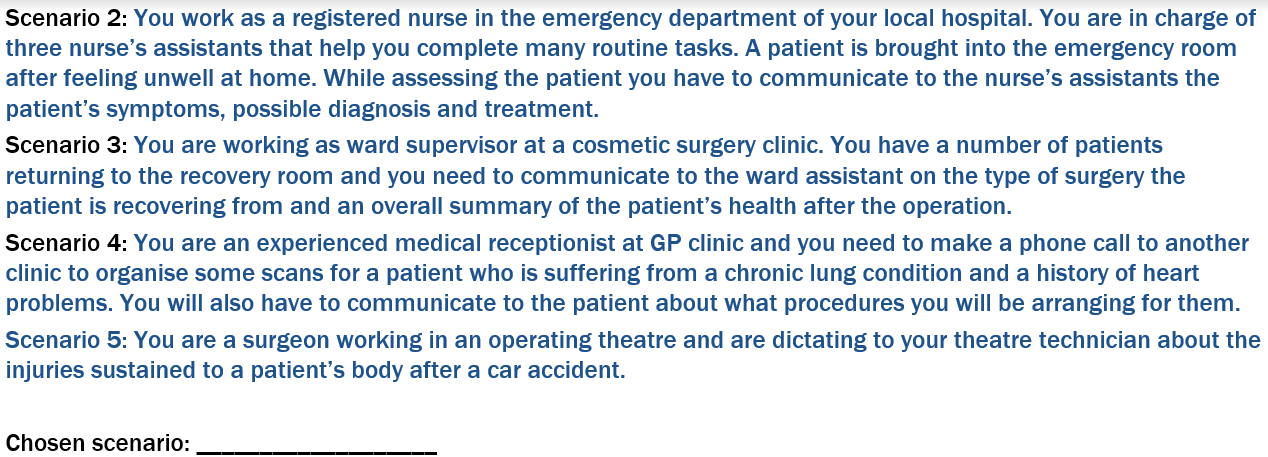 Scenario 2: You work as a registered nurse in the emergency department of your local hospital. You are in charge of
three nurse’s assistants that help you complete many routine tasks. A patient is brought into the emergency room
after feeling unwell at home. While assessing the patient you have to communicate to the nurse’s assistants the
patient’s symptoms, possible diagnosis and treatment.
Scenario 3: You are working as ward supervisor at a cosmetic surgery clinic. You have a number of patients
returning to the recovery room and you need to communicate to the ward assistant on the type of surgery the
patient is recovering from and an overall summary of the patient’s health after the operation.
Scenario 4: You are an experienced medical receptionist at GP clinic and you need to make a phone call to another
clinic to organise some scans for a patient who is suffering from a chronic lung condition and a history of heart
problems. You will also have to communicate to the patient about what procedures you will be arranging for them.
Scenario 5: You are a surgeon working in an operating theatre and are dictating to your theatre technician about the
injuries sustained to a patient’s body after a car accident.
Chosen scenario: ____________________